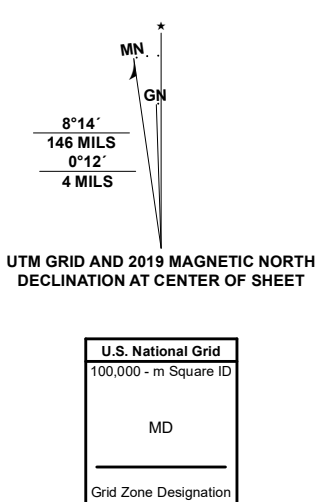 ★
MN
GN
8°14´
146 MILS
0°12´
4 MILS
UTM GRID AND 2019 MAGNETIC NORTH
DECLINATION AT CENTER OF SHEET
U.S. National Grid
100,000 - m Square ID
MD
Grid Zone Designation